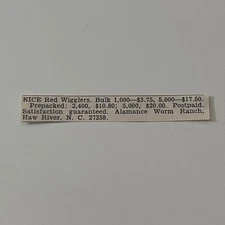 NICE Red Wigglers. Bulk 1,000—$3.75, 5,000—$17.50.
Prepacked: 2,400, $10.80; 5,000, $20.00. Postpaid.
Satisfaction guaranteed. Alamance Worm Ranch,
Haw River, N. C. 27258.